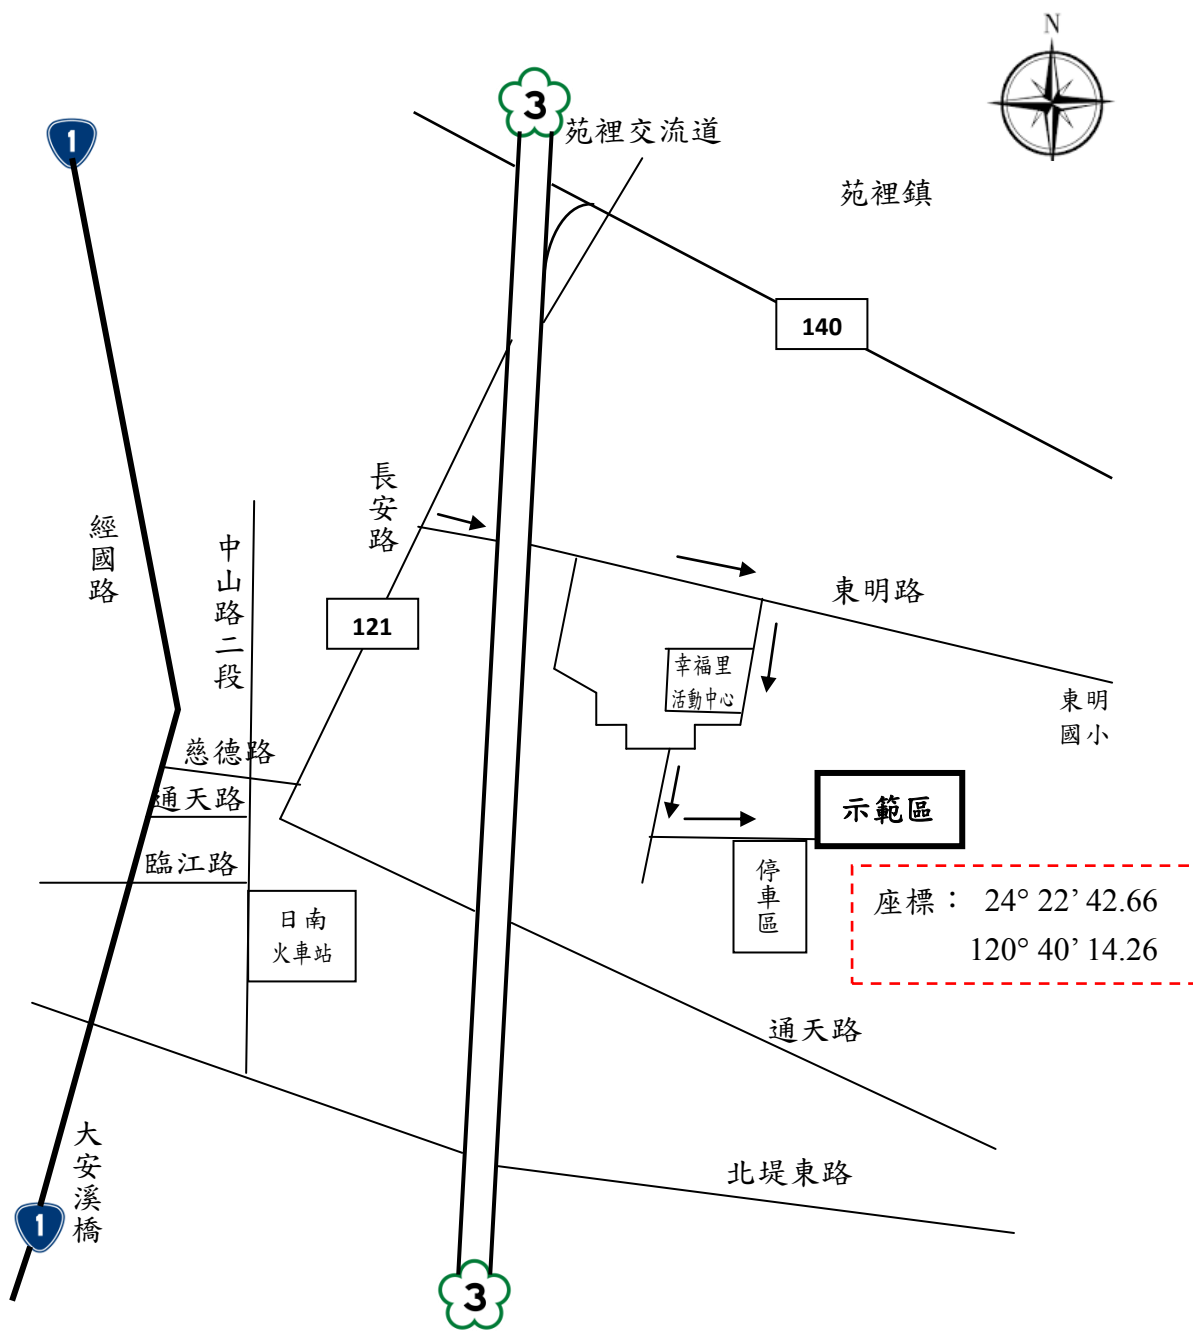 N
3
苑裡交流道
1
苑裡鎮
140
長安路
經國路
中山路二段
東明路
121
幸福里
活動中心
東明
國小
慈德路
通天路
示範區
臨江路
停車區
座標： 24° 22’ 42.66
120° 40’ 14.26
日南
火車站
通天路
大安溪橋
北堤東路
1
3